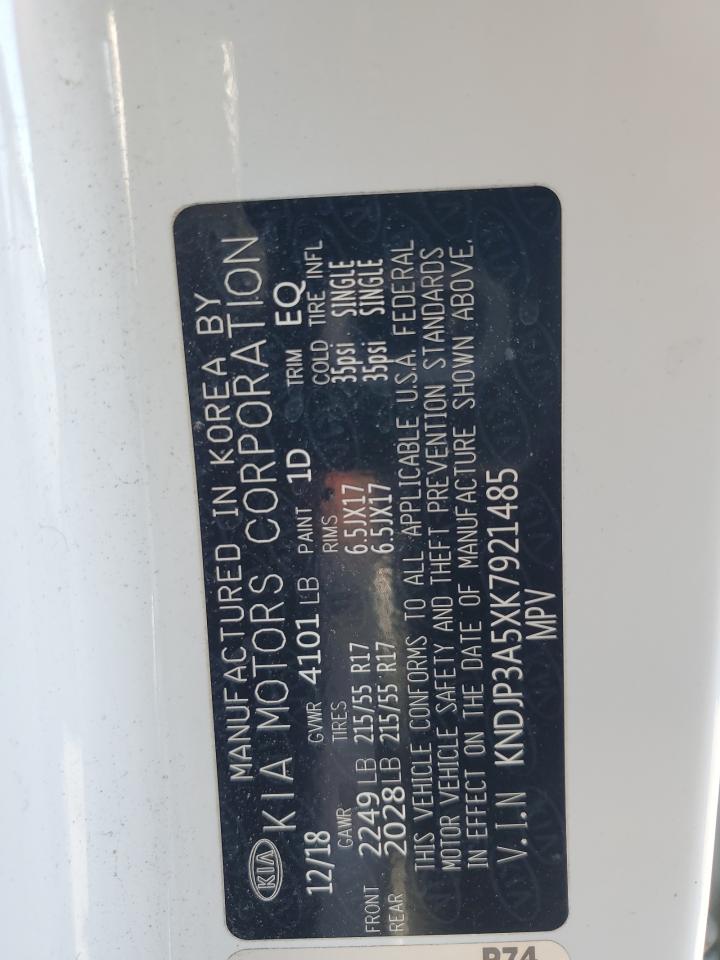 MANUFACTURED IN KOREA BY
KIA KIA MOTORS CORPORATION
12/18 GVWR 4101 LB PAINT 1D TRIM EQ
GAWR TIRES RIMS COLD TIRE INFL
FRONT 2249 LB 215/55 R17 6.5JX17 35psi SINGLE
REAR 2028 LB 215/55 R17 6.5JX17 35psi SINGLE
THIS VEHICLE CONFORMS TO ALL APPLICABLE U.S.A. FEDERAL
MOTOR VEHICLE SAFETY AND THEFT PREVENTION STANDARDS
IN EFFECT ON THE DATE OF MANUFACTURE SHOWN ABOVE.
V.I.N KNDJP3A5XK7921485
MPV